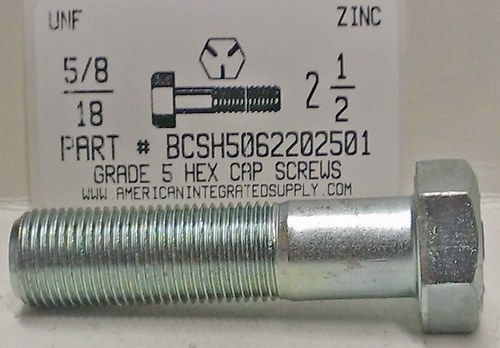 UNF ZINC
5/8
18
2 1/2
PART # BCSH5062202501
GRADE 5 HEX CAP SCREWS
WWW.AMERICANINTEGRATEDSUPPLY.COM